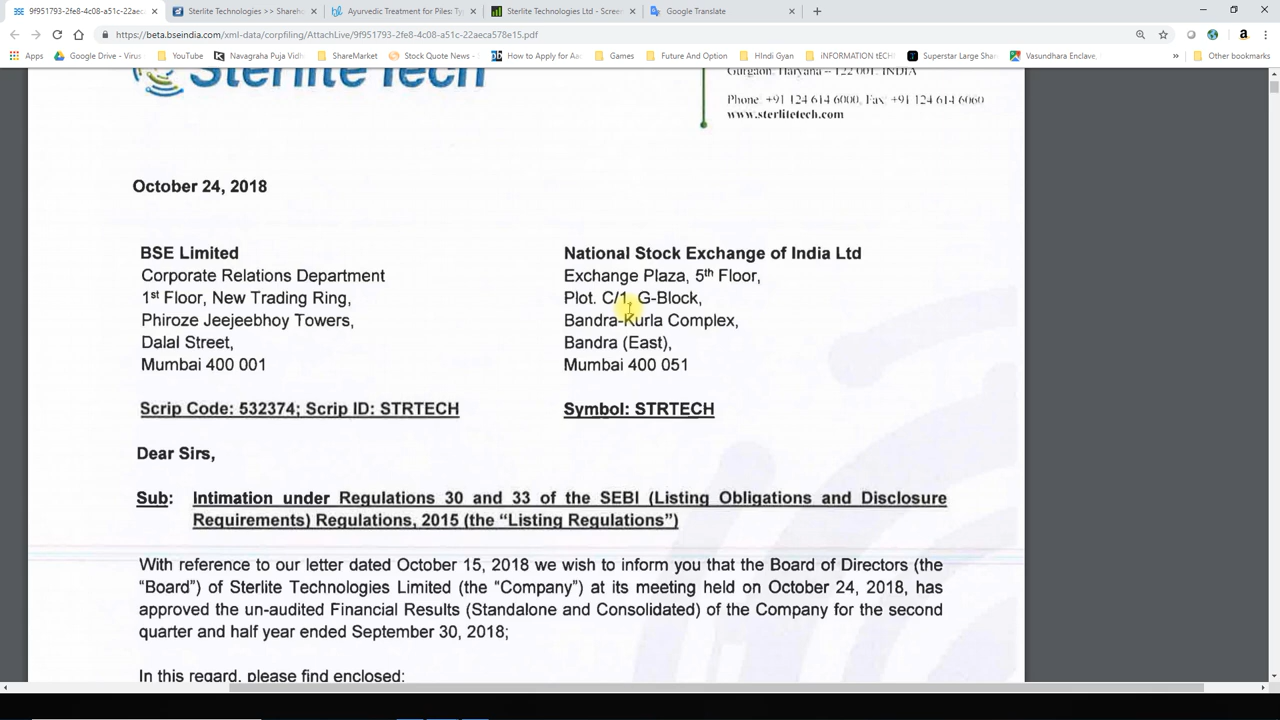 9f951793-2fe8-4c08-a51c-22aec
Sterlite Technologies >> Shareho
Ayurvedic Treatment for Piles: Ty
Sterlite Technologies Ltd - Screen
Google Translate
https://beta.bseindia.com/xml-data/corpfiling/AttachLive/9f951793-2fe8-4c08-a51c-22aeca578e15.pdf
Apps
Google Drive - Virus
YouTube
Navagraha Puja Vidh
ShareMarket
Stock Quote News -
How to Apply for Aad
Games
Future And Option
HIndi Gyan
iNFORMATION tECHN
Superstar Large Shar
Vasundhara Enclave,
»
Other bookmarks
Sterlite Tech
Gurgaon, Haryana – 122 001, INDIA
Phone: +91 124 614 6000, Fax: +91 124 614 6060
www.sterlitetech.com
October 24, 2018
BSE Limited
Corporate Relations Department
1st Floor, New Trading Ring,
Phiroze Jeejeebhoy Towers,
Dalal Street,
Mumbai 400 001
National Stock Exchange of India Ltd
Exchange Plaza, 5th Floor,
Plot. C/1, G-Block,
Bandra-Kurla Complex,
Bandra (East),
Mumbai 400 051
Scrip Code: 532374; Scrip ID: STRTECH
Symbol: STRTECH
Dear Sirs,
Sub: Intimation under Regulations 30 and 33 of the SEBI (Listing Obligations and Disclosure
Requirements) Regulations, 2015 (the “Listing Regulations”)
With reference to our letter dated October 15, 2018 we wish to inform you that the Board of Directors (the
“Board”) of Sterlite Technologies Limited (the “Company”) at its meeting held on October 24, 2018, has
approved the un-audited Financial Results (Standalone and Consolidated) of the Company for the second
quarter and half year ended September 30, 2018;
In this regard, please find enclosed: